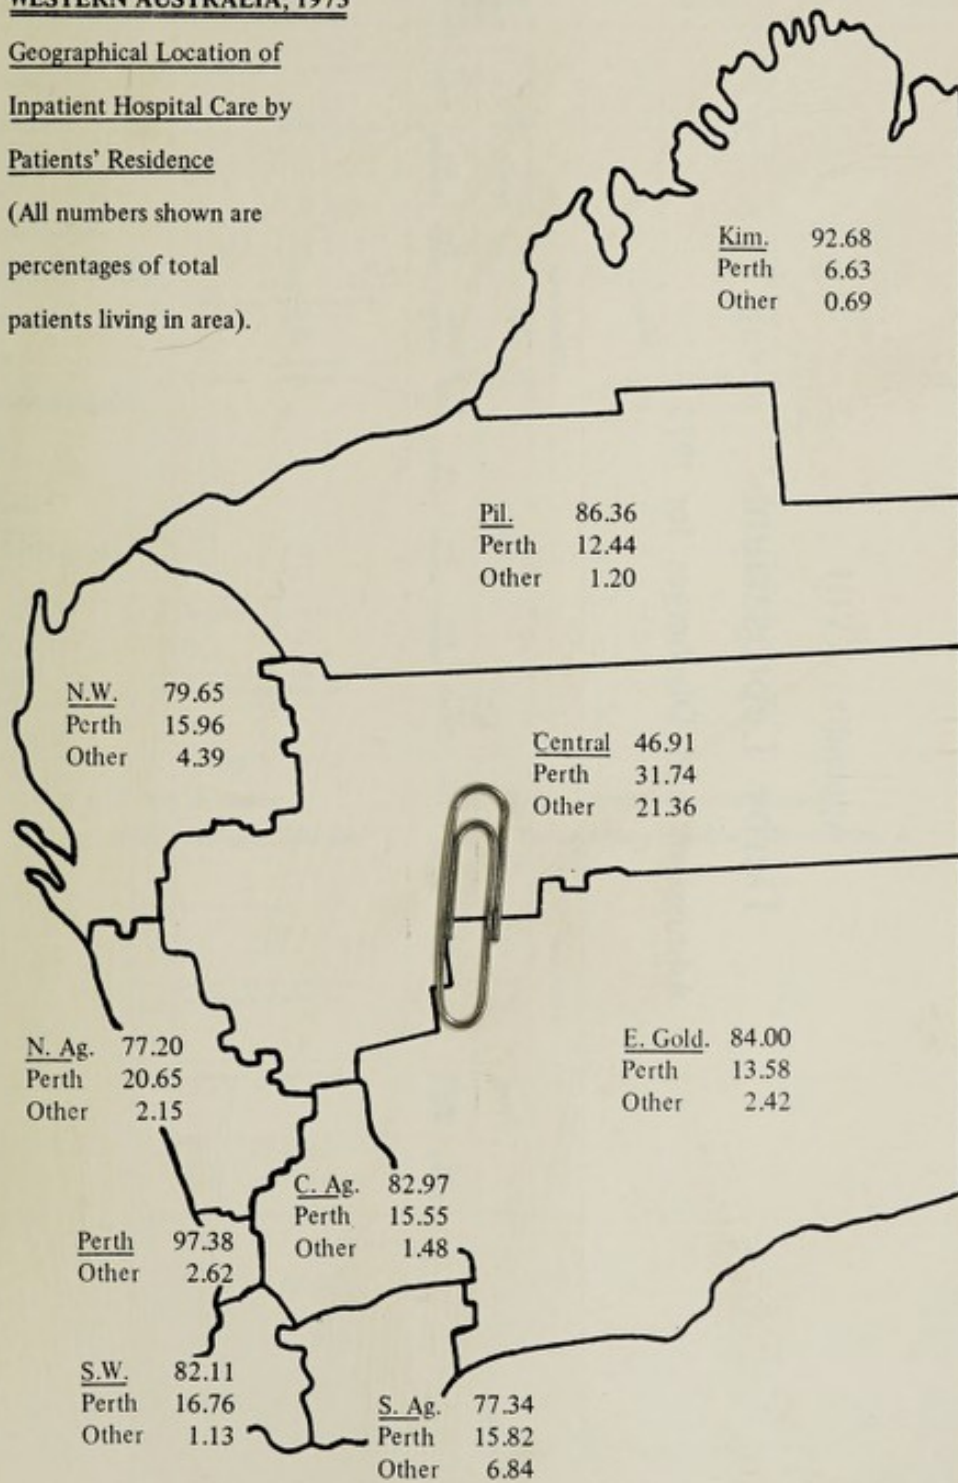 WESTERN AUSTRALIA, 1973
Geographical Location of
Inpatient Hospital Care by
Patients' Residence
(All numbers shown are
percentages of total
patients living in area).
Kim. 92.68
Perth 6.63
Other 0.69
Pil. 86.36
Perth 12.44
Other 1.20
N.W. 79.65
Perth 15.96
Other 4.39
Central 46.91
Perth 31.74
Other 21.36
N. Ag. 77.20
Perth 20.65
Other 2.15
E. Gold. 84.00
Perth 13.58
Other 2.42
C. Ag. 82.97
Perth 15.55
Other 1.48
Perth 97.38
Other 2.62
S.W. 82.11
Perth 16.76
Other 1.13
S. Ag. 77.34
Perth 15.82
Other 6.84